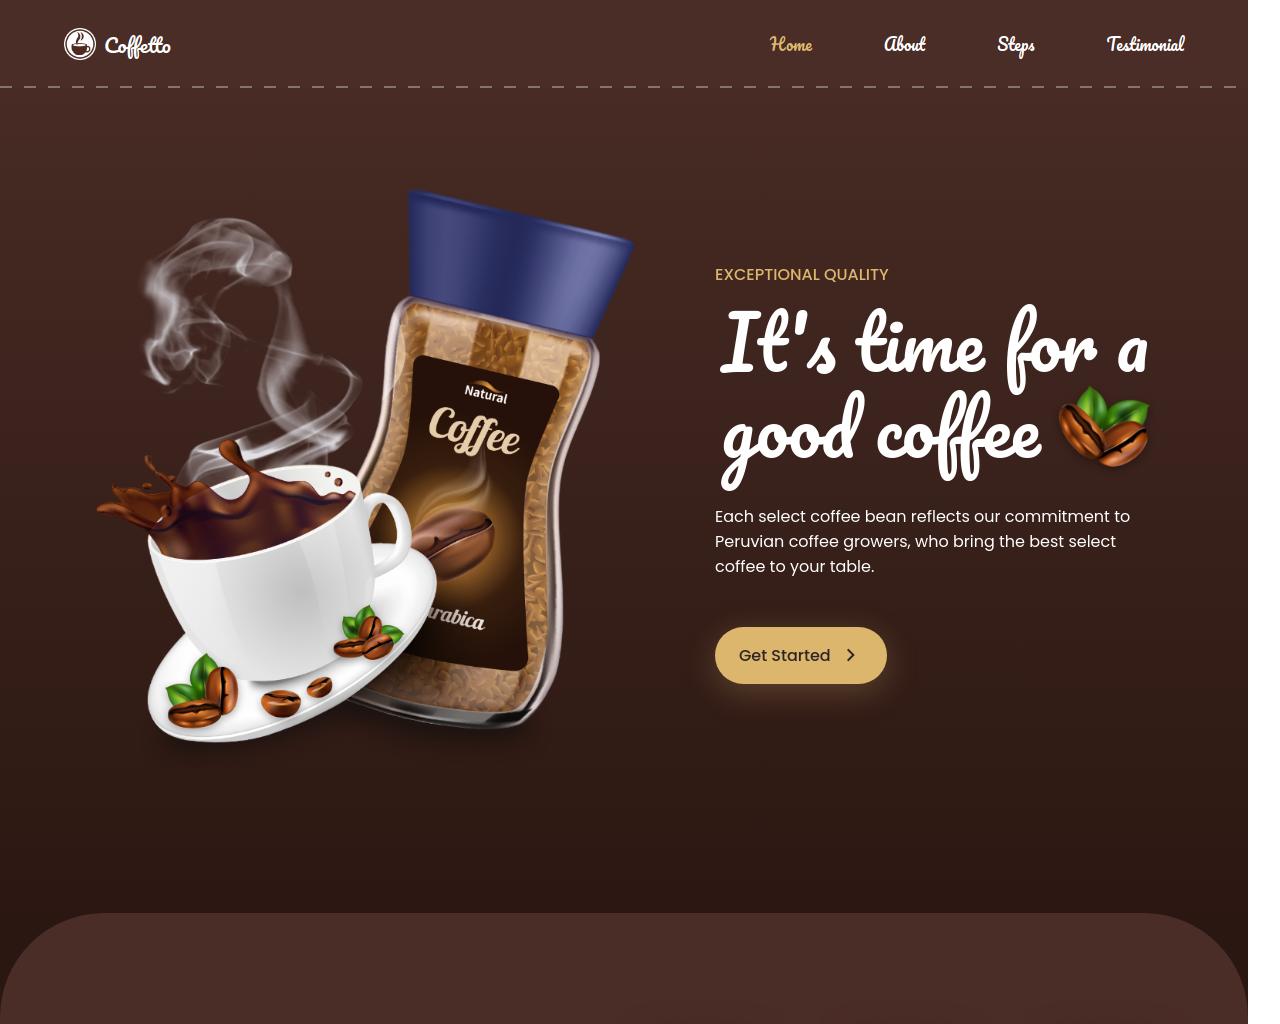 Coffetto
Home
About
Steps
Testimonial
EXCEPTIONAL QUALITY
It's time for a
good coffee
Each select coffee bean reflects our commitment to
Peruvian coffee growers, who bring the best select
coffee to your table.
Get Started
Natural
Coffee
rabica